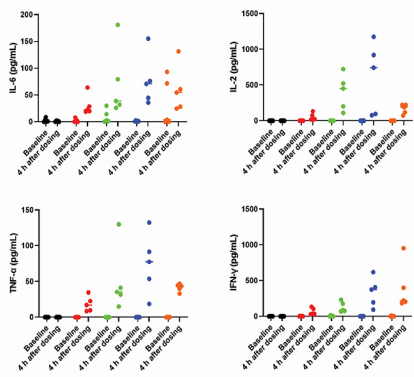 200
150
100
50
0
IL-6 (pg/mL)
Baseline
4 h after dosing
Baseline
4 h after dosing
Baseline
4 h after dosing
Baseline
4 h after dosing
Baseline
4 h after dosing
1500
1000
500
0
IL-2 (pg/mL)
Baseline
4 h after dosing
Baseline
4 h after dosing
Baseline
4 h after dosing
Baseline
4 h after dosing
Baseline
4 h after dosing
150
100
50
0
TNF-α (pg/mL)
Baseline
4 h after dosing
Baseline
4 h after dosing
Baseline
4 h after dosing
Baseline
4 h after dosing
Baseline
4 h after dosing
1500
1000
500
0
IFN-γ (pg/mL)
Baseline
4 h after dosing
Baseline
4 h after dosing
Baseline
4 h after dosing
Baseline
4 h after dosing
Baseline
4 h after dosing